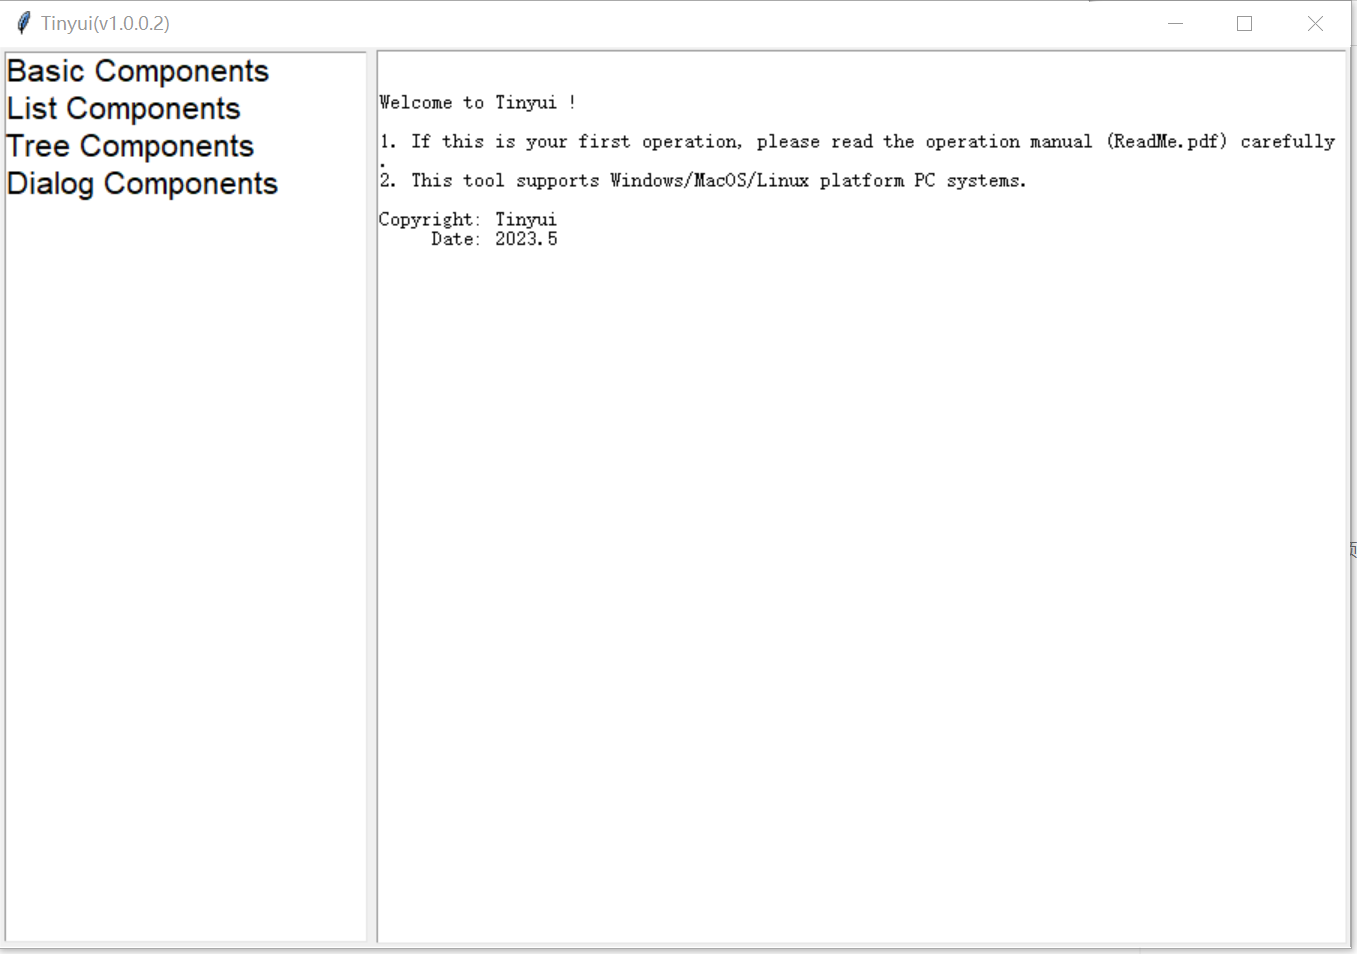 Tinyui(v1.0.0.2)
Basic Components
List Components
Tree Components
Dialog Components
Welcome to Tinyui !
1. If this is your first operation, please read the operation manual (ReadMe.pdf) carefully
.
2. This tool supports Windows/MacOS/Linux platform PC systems.
Copyright: Tinyui
Date: 2023.5